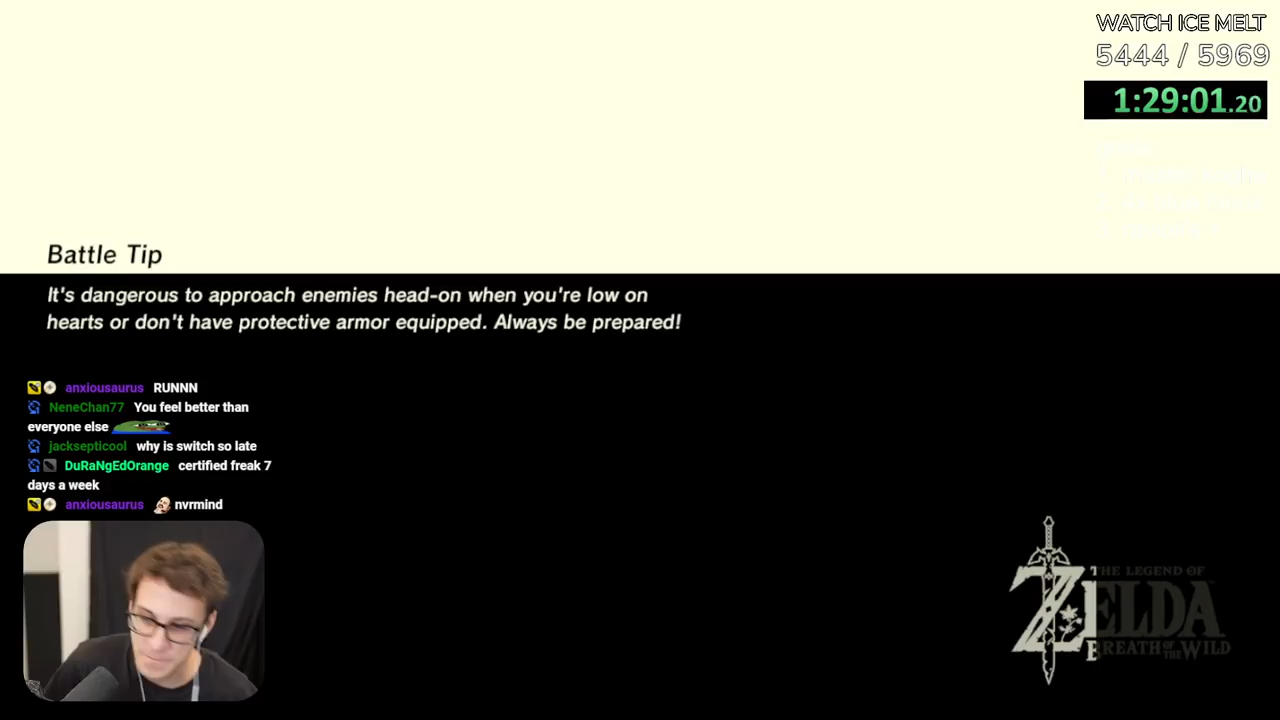 WATCH ICE MELT
5444 / 5969
1:29:01.20
Battle Tip
It's dangerous to approach enemies head-on when you're low on
hearts or don't have protective armor equipped. Always be prepared!
anxiousaurus RUNNN
NeneChan77 You feel better than
everyone else
jacksepticool why is switch so late
DuRaNgEdOrange certified freak 7
days a week
anxiousaurus nvrmind
THE LEGEND OF
ZELDA
BREATH OF THE WILD